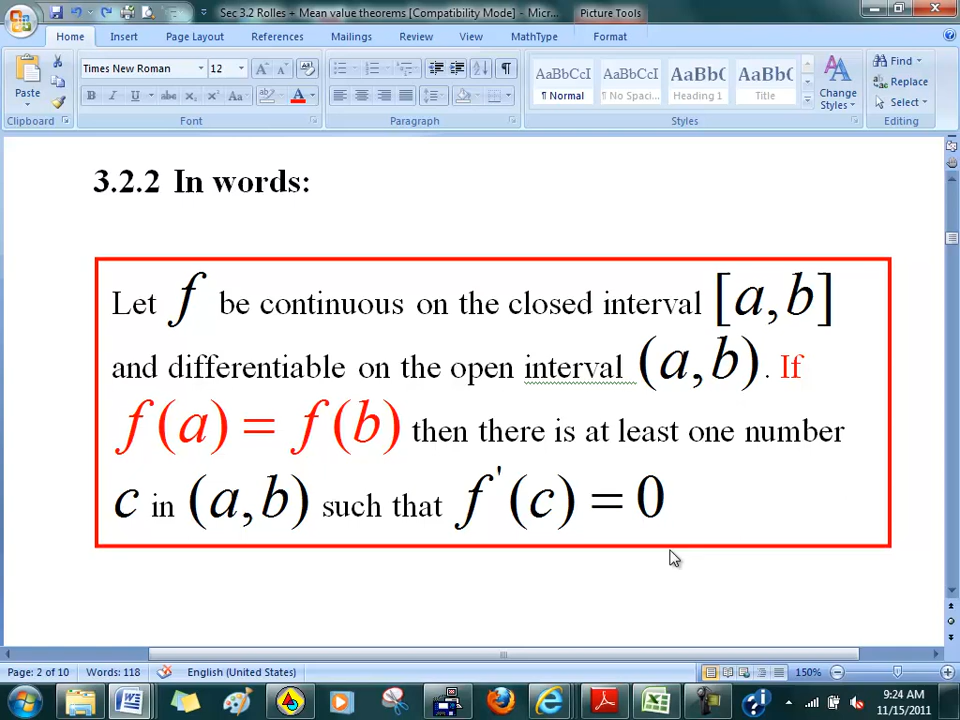 Sec 3.2 Rolles + Mean value theorems [Compatibility Mode] - Micr...
Picture Tools
Home Insert Page Layout References Mailings Review View MathType Format
Paste
Times New Roman 12
B I U abc X₂ X² Aa A
AaBbCcI AaBbCcI AaBbC AaBbC
¶ Normal ¶ No Spaci... Heading 1 Title
Change Styles
Find
Replace
Select
Clipboard Font Paragraph Styles Editing
3.2.2 In words:
Let f be continuous on the closed interval [a,b]
and differentiable on the open interval (a,b). If
f(a) = f(b) then there is at least one number
c in (a,b) such that f'(c) = 0
Page: 2 of 10 Words: 118 English (United States) 150%
9:24 AM
11/15/2011